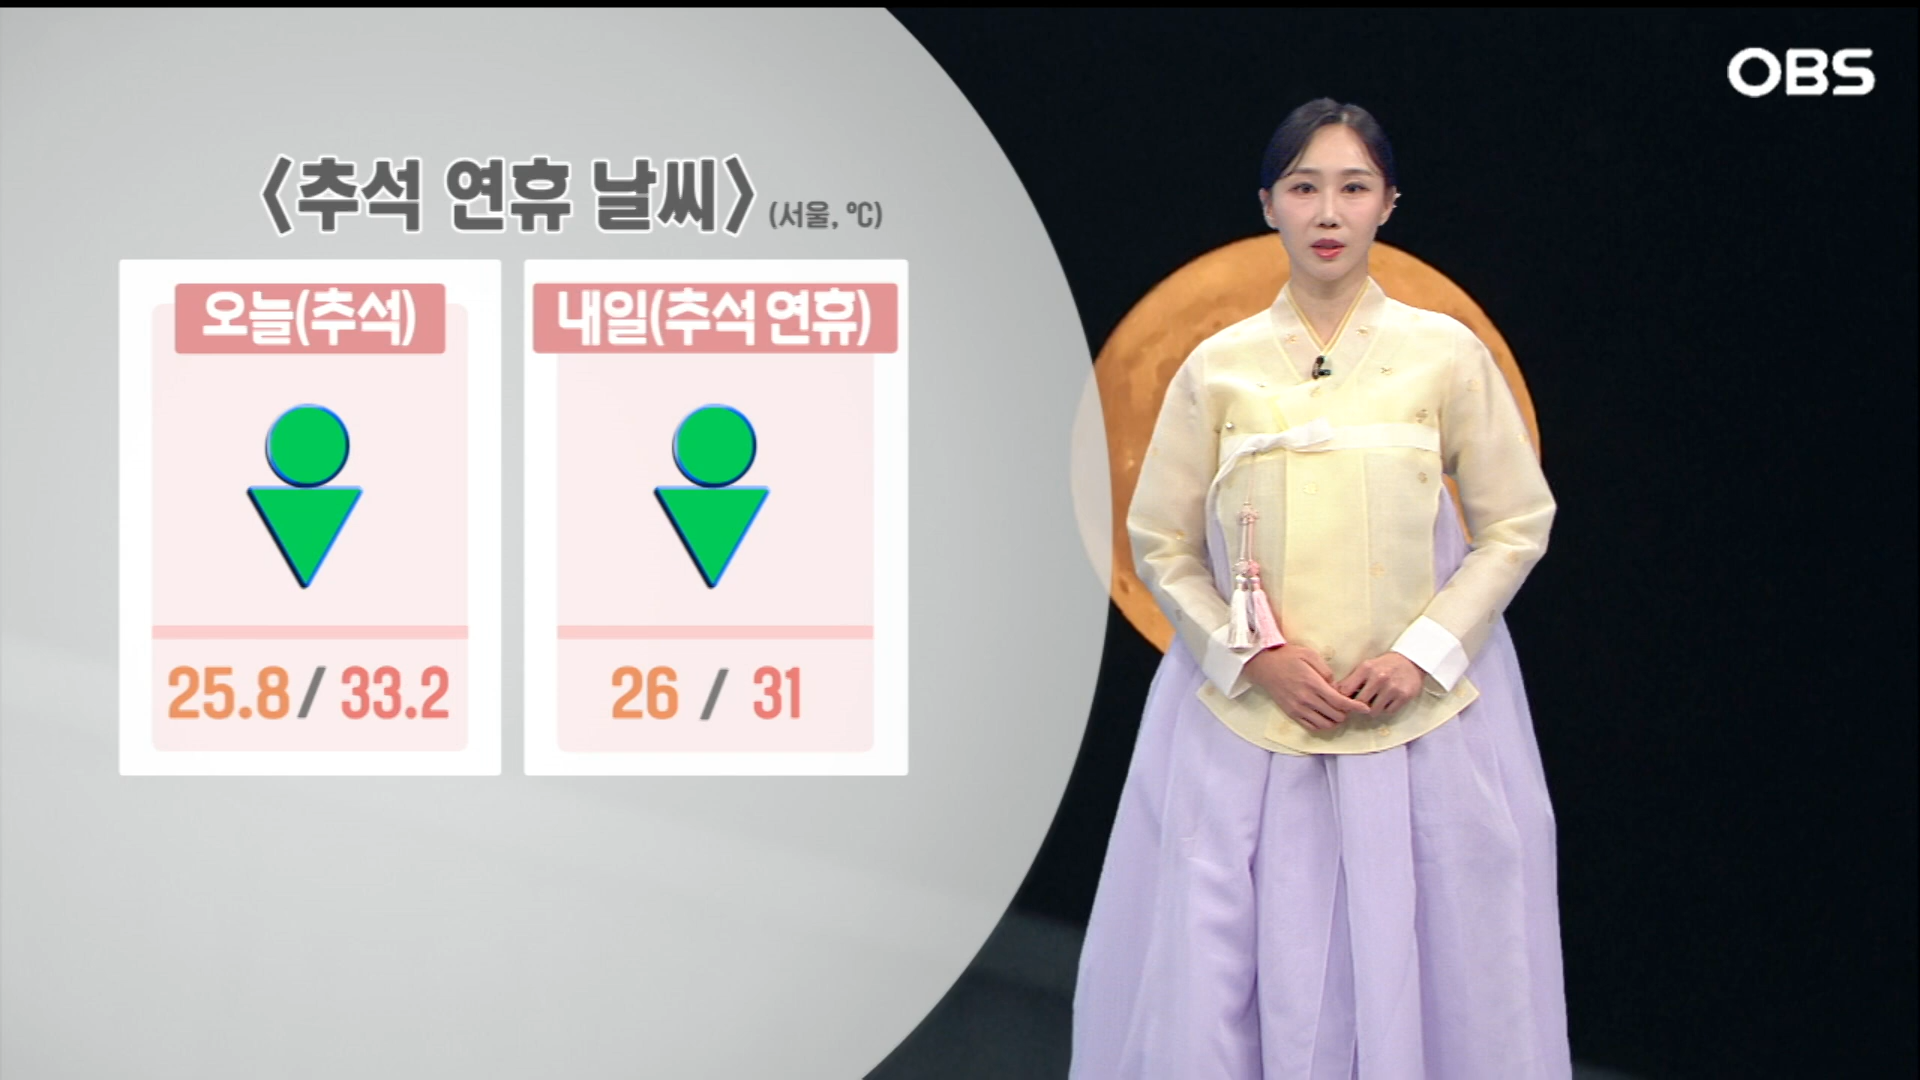 OBS
〈추석 연휴 날씨〉(서울, ℃)
오늘(추석)
25.8 / 33.2
내일(추석 연휴)
26 / 31